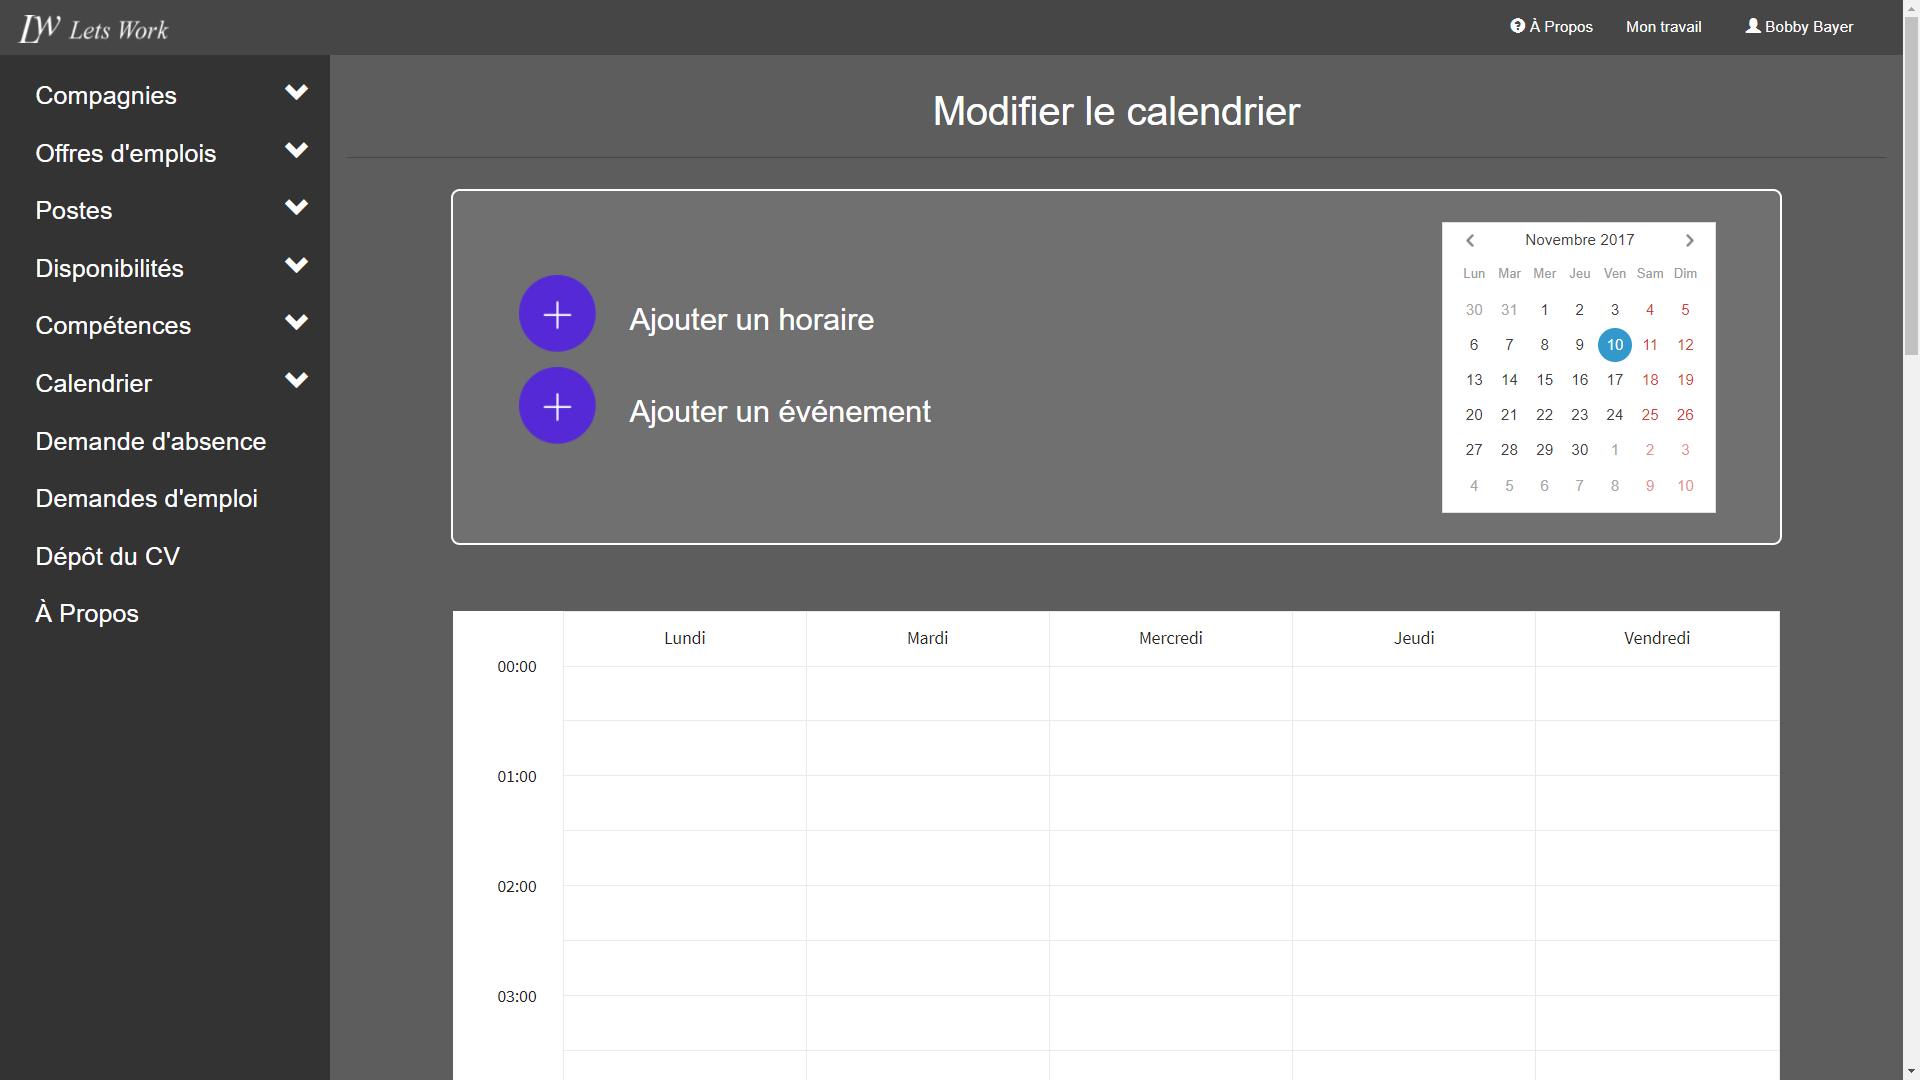 LW Lets Work
À Propos
Mon travail
Bobby Bayer
Compagnies
Offres d'emplois
Postes
Disponibilités
Compétences
Calendrier
Demande d'absence
Demandes d'emploi
Dépôt du CV
À Propos
Modifier le calendrier
Ajouter un horaire
Ajouter un événement
Novembre 2017
Lun Mar Mer Jeu Ven Sam Dim
30 31 1 2 3 4 5
6 7 8 9 10 11 12
13 14 15 16 17 18 19
20 21 22 23 24 25 26
27 28 29 30 1 2 3
4 5 6 7 8 9 10
Lundi Mardi Mercredi Jeudi Vendredi
00:00
01:00
02:00
03:00